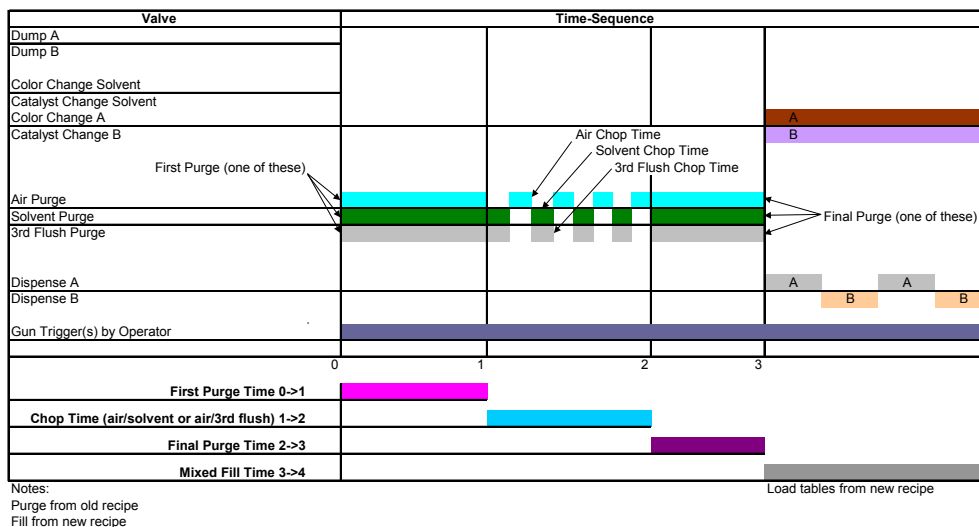 Valve Time-Sequence
Dump A
Dump B
Color Change Solvent
Catalyst Change Solvent
Color Change A A
Catalyst Change B B
Air Chop Time
Solvent Chop Time
First Purge (one of these) 3rd Flush Chop Time
Air Purge
Solvent Purge Final Purge (one of these)
3rd Flush Purge
Dispense A A A
Dispense B B B
Gun Trigger(s) by Operator
0 1 2 3
First Purge Time 0->1
Chop Time (air/solvent or air/3rd flush) 1->2
Final Purge Time 2->3
Mixed Fill Time 3->4
Notes: Load tables from new recipe
Purge from old recipe
Fill from new recipe